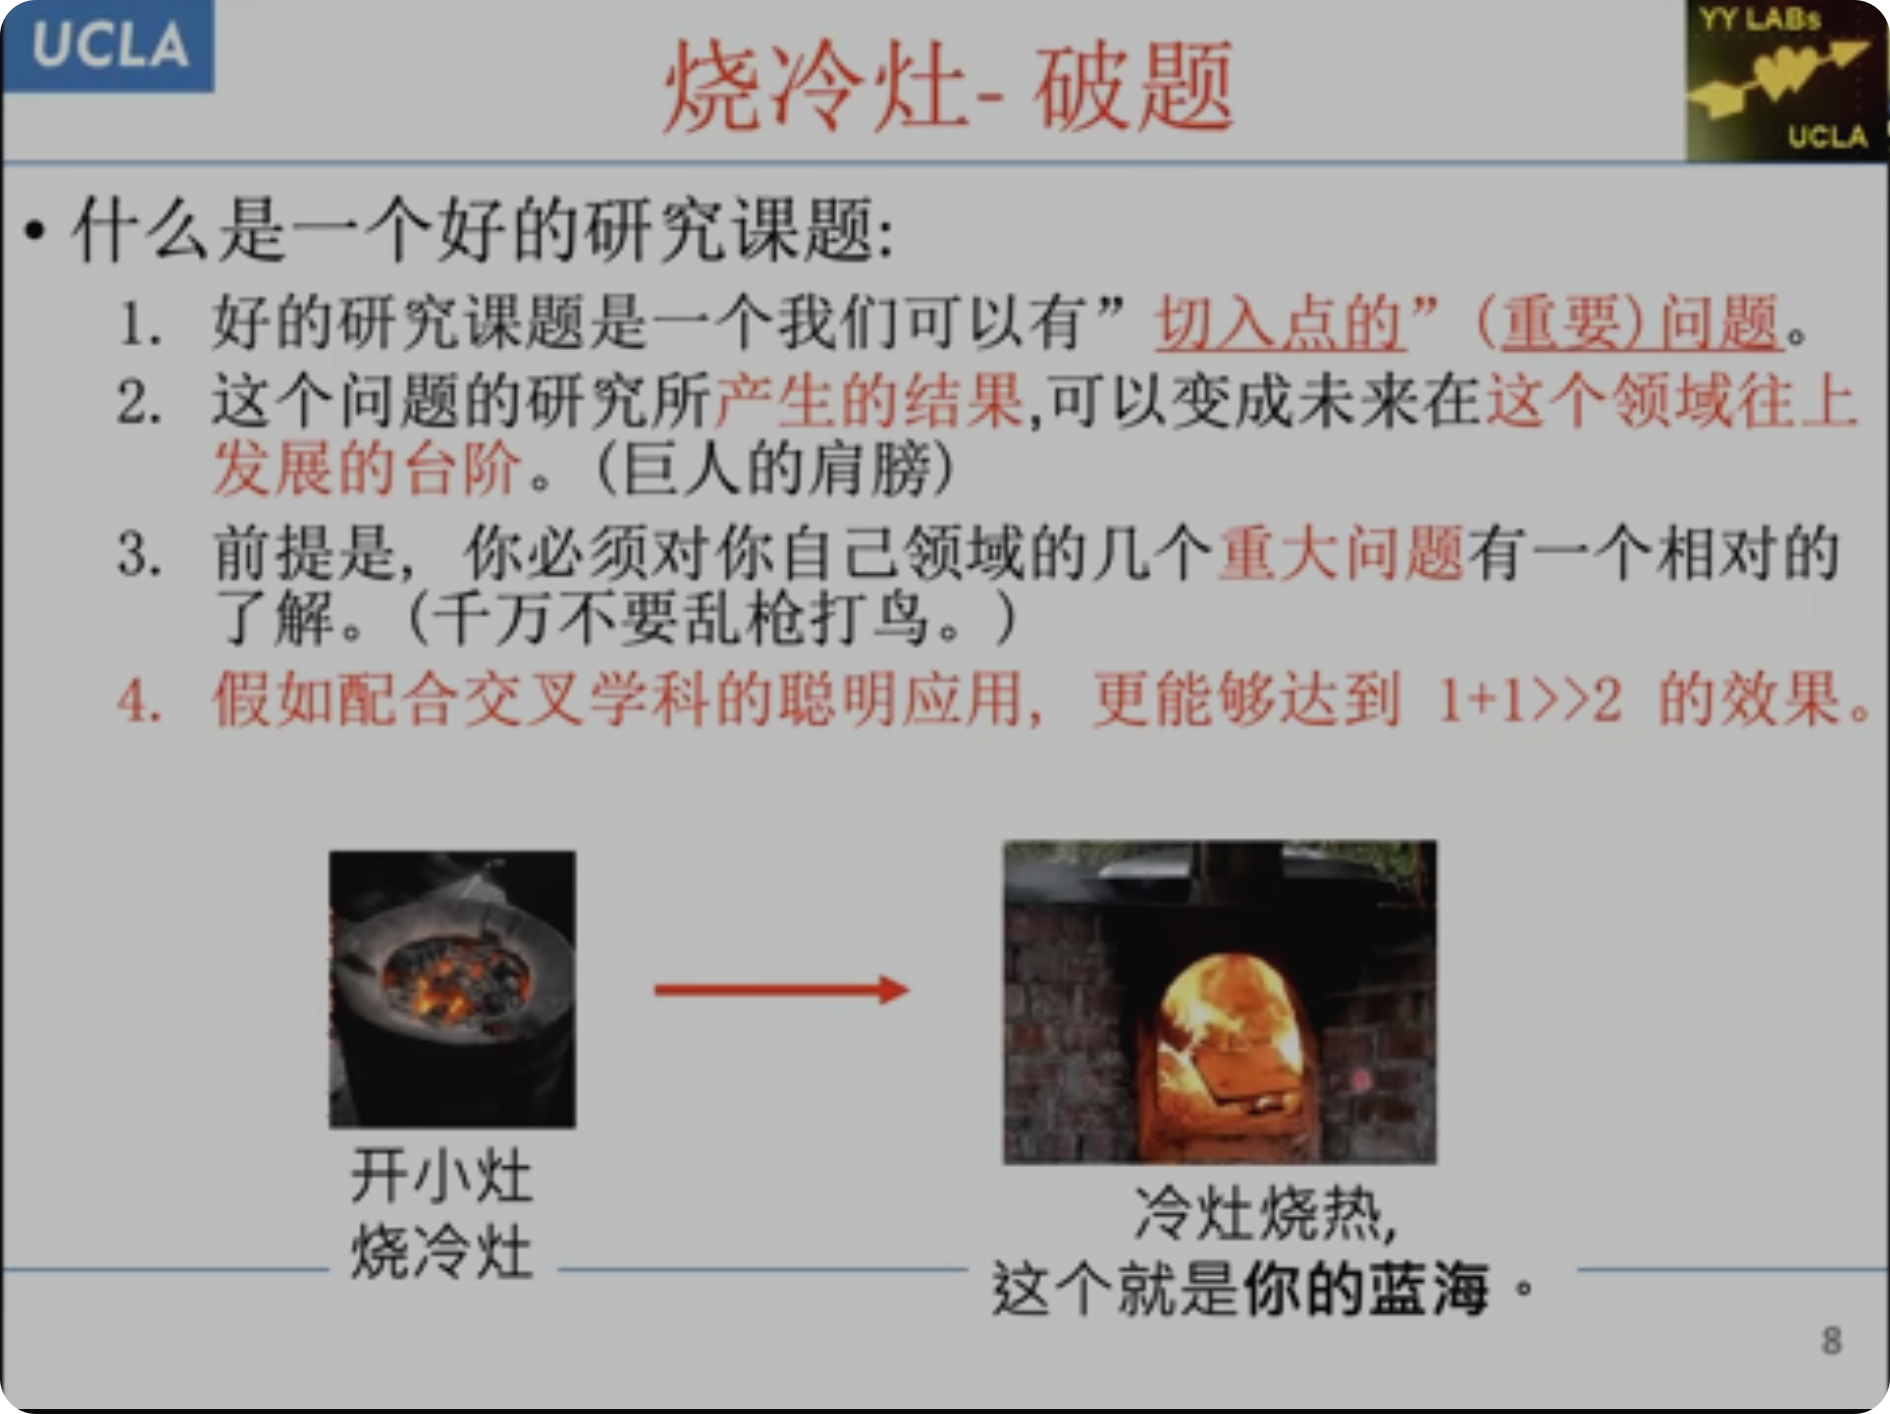 UCLA
烧冷灶- 破题
YY LABs
UCLA
• 什么是一个好的研究课题:
1. 好的研究课题是一个我们可以有”切入点的”(重要)问题。
2. 这个问题的研究所产生的结果,可以变成未来在这个领域往上
发展的台阶。(巨人的肩膀)
3. 前提是, 你必须对你自己领域的几个重大问题有一个相对的
了解。(千万不要乱枪打鸟。)
4. 假如配合交叉学科的聪明应用, 更能够达到 1+1>>2 的效果。
开小灶
烧冷灶
冷灶烧热,
这个就是你的蓝海。
8